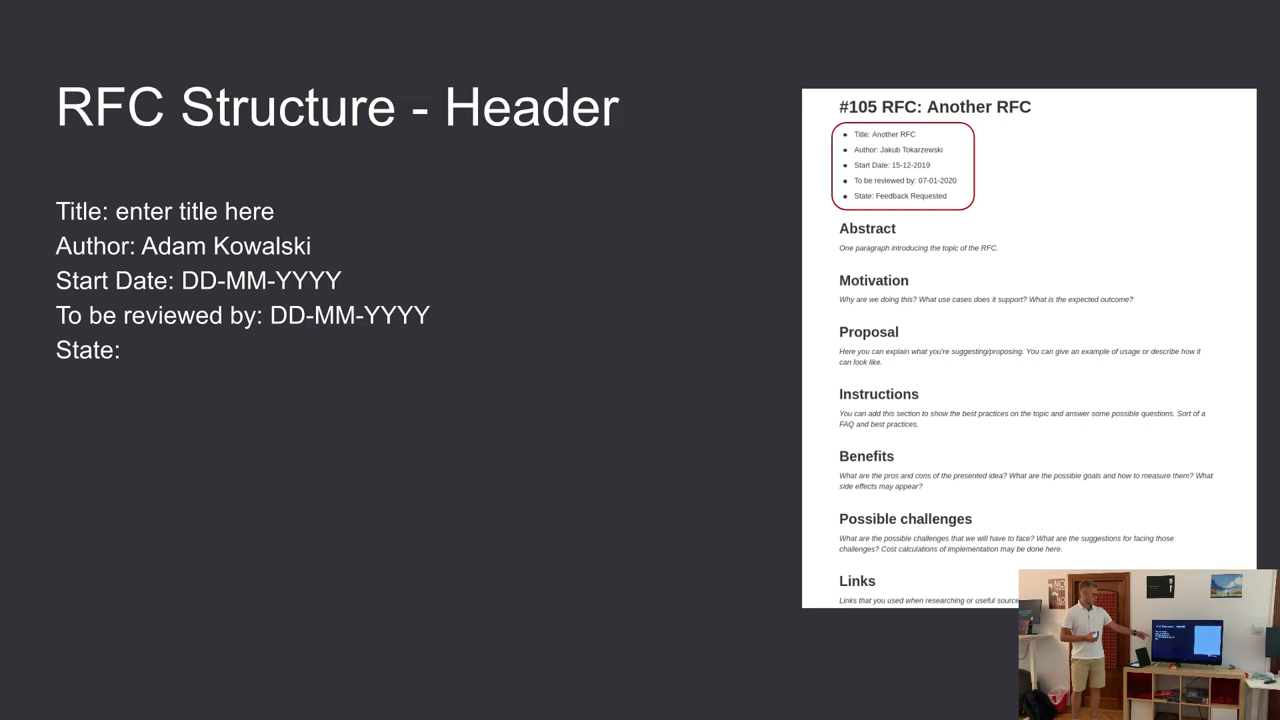 RFC Structure - Header
Title: enter title here
Author: Adam Kowalski
Start Date: DD-MM-YYYY
To be reviewed by: DD-MM-YYYY
State:
#105 RFC: Another RFC
Title: Another RFC
Author: Jakub Tokarzewski
Start Date: 15-12-2019
To be reviewed by: 07-01-2020
State: Feedback Requested
Abstract
One paragraph introducing the topic of the RFC.
Motivation
Why are we doing this? What use cases does it support? What is the expected outcome?
Proposal
Here you can explain what you're suggesting/proposing. You can give an example of usage or describe how it
can look like.
Instructions
You can add this section to show the best practices on the topic and answer some possible questions. Sort of a
FAQ and best practices.
Benefits
What are the pros and cons of the presented idea? What are the possible goals and how to measure them? What
side effects may appear?
Possible challenges
What are the possible challenges that we will have to face? What are the suggestions for facing those
challenges? Cost calculations of implementation may be done here.
Links
Links that you used when researching or useful source
RFC Structure - Header